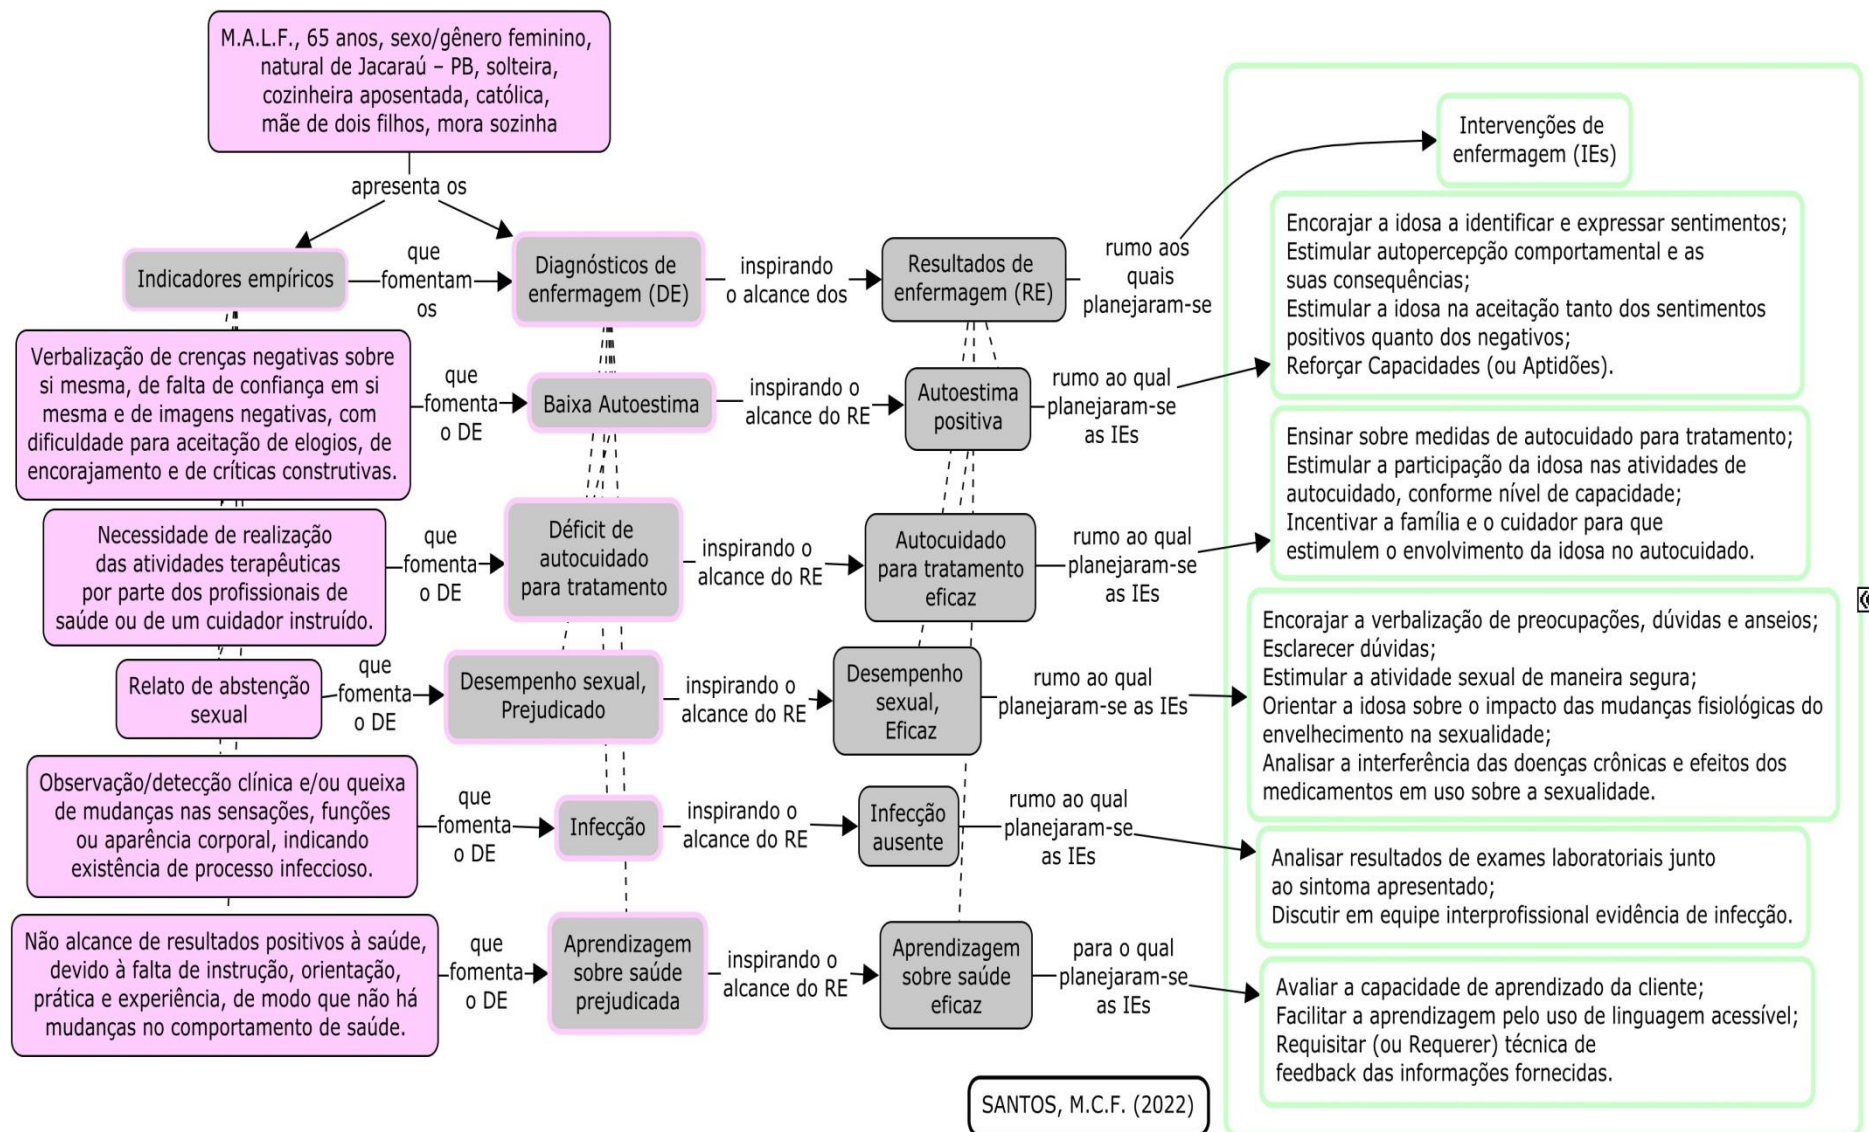 M.A.L.F., 65 anos, sexo/gênero feminino,
natural de Jacaraú – PB, solteira,
cozinheira aposentada, católica,
mãe de dois filhos, mora sozinha
apresenta os
Indicadores empíricos
que
fomentam
os
Diagnósticos de
enfermagem (DE)
inspirando
o alcance dos
Resultados de
enfermagem (RE)
rumo aos
quais
planejaram-se
Intervenções de
enfermagem (IEs)
Verbalização de crenças negativas sobre
si mesma, de falta de confiança em si
mesma e de imagens negativas, com
dificuldade para aceitação de elogios, de
encorajamento e de críticas construtivas.
que
fomenta
o DE
Baixa Autoestima
inspirando o
alcance do RE
Autoestima
positiva
rumo ao qual
planejaram-se
as IEs
Encorajar a idosa a identificar e expressar sentimentos;
Estimular autopercepção comportamental e as
suas consequências;
Estimular a idosa na aceitação tanto dos sentimentos
positivos quanto dos negativos;
Reforçar Capacidades (ou Aptidões).
Necessidade de realização
das atividades terapêuticas
por parte dos profissionais de
saúde ou de um cuidador instruído.
que
fomenta
o DE
Déficit de
autocuidado
para tratamento
inspirando o
alcance do RE
Autocuidado
para tratamento
eficaz
rumo ao qual
planejaram-se
as IEs
Ensinar sobre medidas de autocuidado para tratamento;
Estimular a participação da idosa nas atividades de
autocuidado, conforme nível de capacidade;
Incentivar a família e o cuidador para que
estimulem o envolvimento da idosa no autocuidado.
Relato de abstenção
sexual
que
fomenta
o DE
Desempenho sexual,
Prejudicado
inspirando o
alcance do RE
Desempenho
sexual,
Eficaz
rumo ao qual
planejaram-se as IEs
Encorajar a verbalização de preocupações, dúvidas e anseios;
Esclarecer dúvidas;
Estimular a atividade sexual de maneira segura;
Orientar a idosa sobre o impacto das mudanças fisiológicas do
envelhecimento na sexualidade;
Analisar a interferência das doenças crônicas e efeitos dos
medicamentos em uso sobre a sexualidade.
Observação/detecção clínica e/ou queixa
de mudanças nas sensações, funções
ou aparência corporal, indicando
existência de processo infeccioso.
que
fomenta
o DE
Infecção
inspirando o
alcance do RE
Infecção
ausente
rumo ao qual
planejaram-se
as IEs
Analisar resultados de exames laboratoriais junto
ao sintoma apresentado;
Discutir em equipe interprofissional evidência de infecção.
Não alcance de resultados positivos à saúde,
devido à falta de instrução, orientação,
prática e experiência, de modo que não há
mudanças no comportamento de saúde.
que
fomenta
o DE
Aprendizagem
sobre saúde
prejudicada
inspirando o
alcance do RE
Aprendizagem
sobre saúde
eficaz
para o qual
planejaram-se
as IEs
Avaliar a capacidade de aprendizado da cliente;
Facilitar a aprendizagem pelo uso de linguagem acessível;
Requisitar (ou Requerer) técnica de
feedback das informações fornecidas.
SANTOS, M.C.F. (2022)